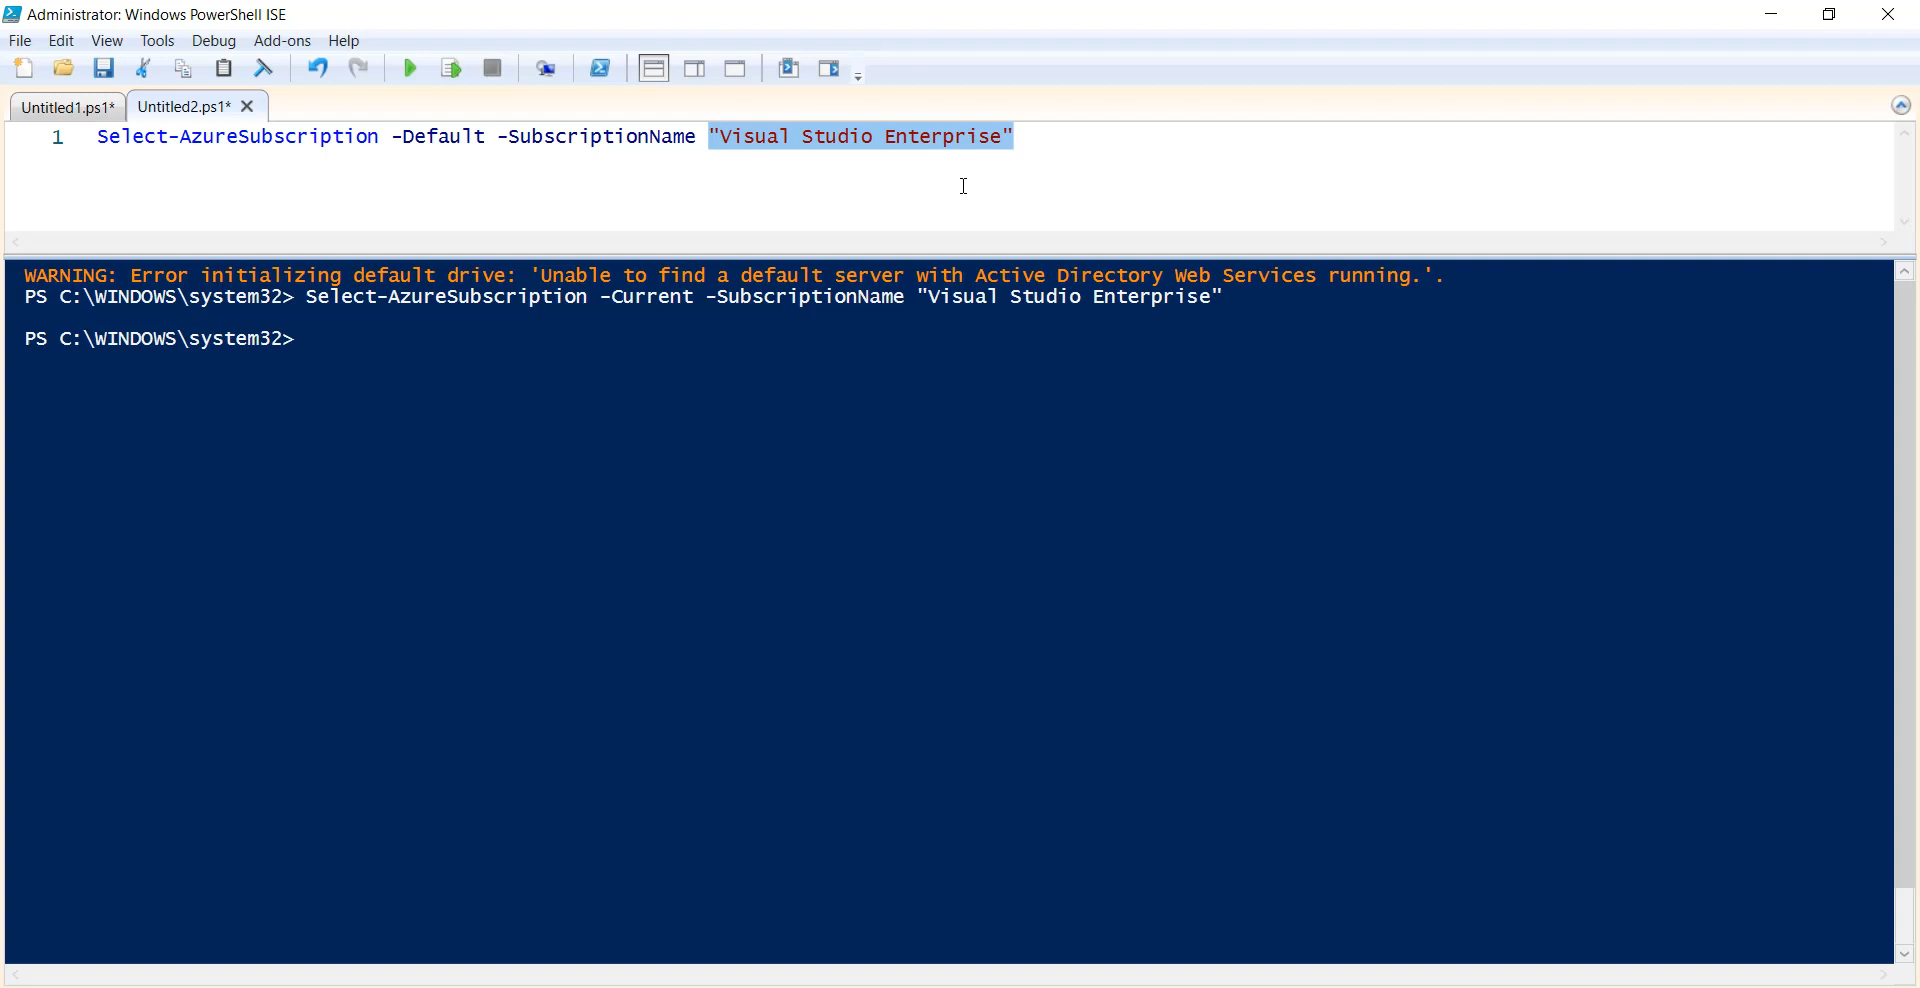 Administrator: Windows PowerShell ISE
File Edit View Tools Debug Add-ons Help
Untitled1.ps1* Untitled2.ps1*
1 Select-AzureSubscription -Default -SubscriptionName "Visual Studio Enterprise"
WARNING: Error initializing default drive: 'Unable to find a default server with Active Directory Web Services running.'.
PS C:\WINDOWS\system32> Select-AzureSubscription -Current -SubscriptionName "Visual Studio Enterprise"
PS C:\WINDOWS\system32>